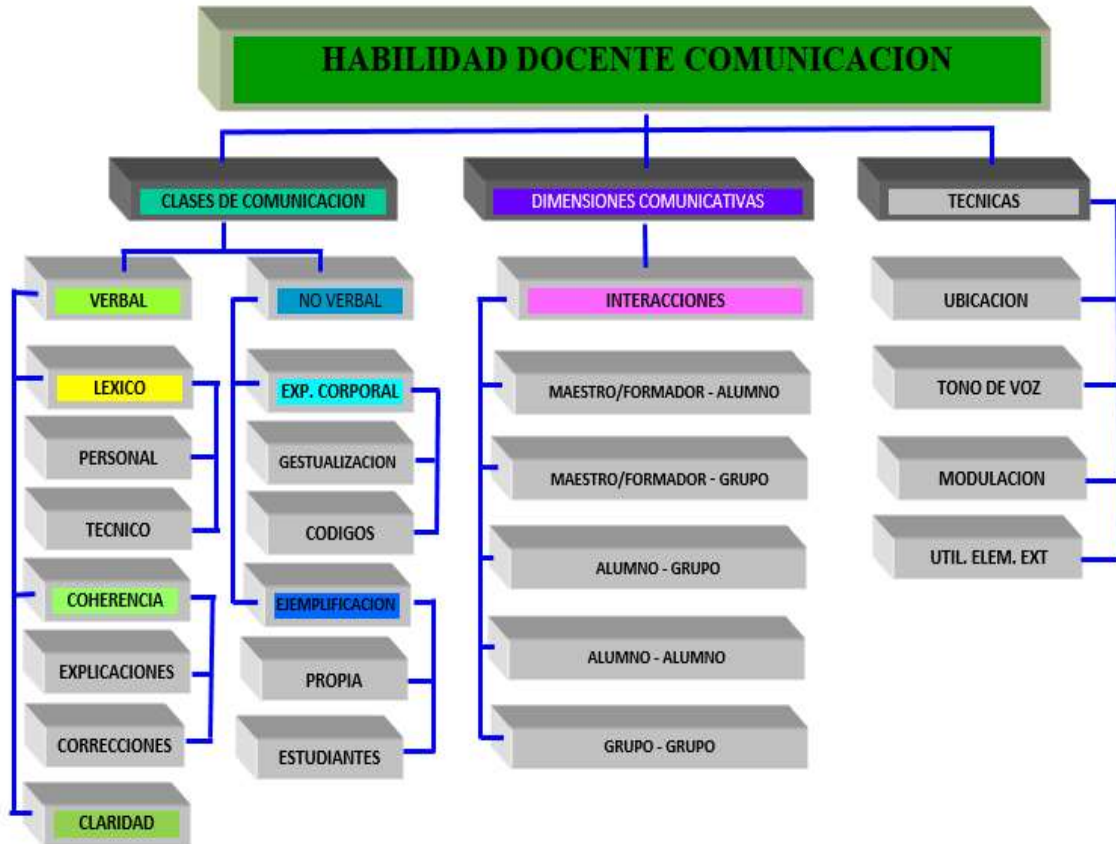 HABILIDAD DOCENTE COMUNICACION
CLASES DE COMUNICACION
DIMENSIONES COMUNICATIVAS
TECNICAS
VERBAL
NO VERBAL
INTERACCIONES
UBICACION
LEXICO
EXP. CORPORAL
MAESTRO/FORMADOR - ALUMNO
TONO DE VOZ
PERSONAL
GESTUALIZACION
MAESTRO/FORMADOR - GRUPO
MODULACION
TECNICO
CODIGOS
ALUMNO - GRUPO
UTIL. ELEM. EXT
COHERENCIA
EJEMPLIFICACION
ALUMNO - ALUMNO
EXPLICACIONES
PROPIA
GRUPO - GRUPO
CORRECCIONES
ESTUDIANTES
CLARIDAD